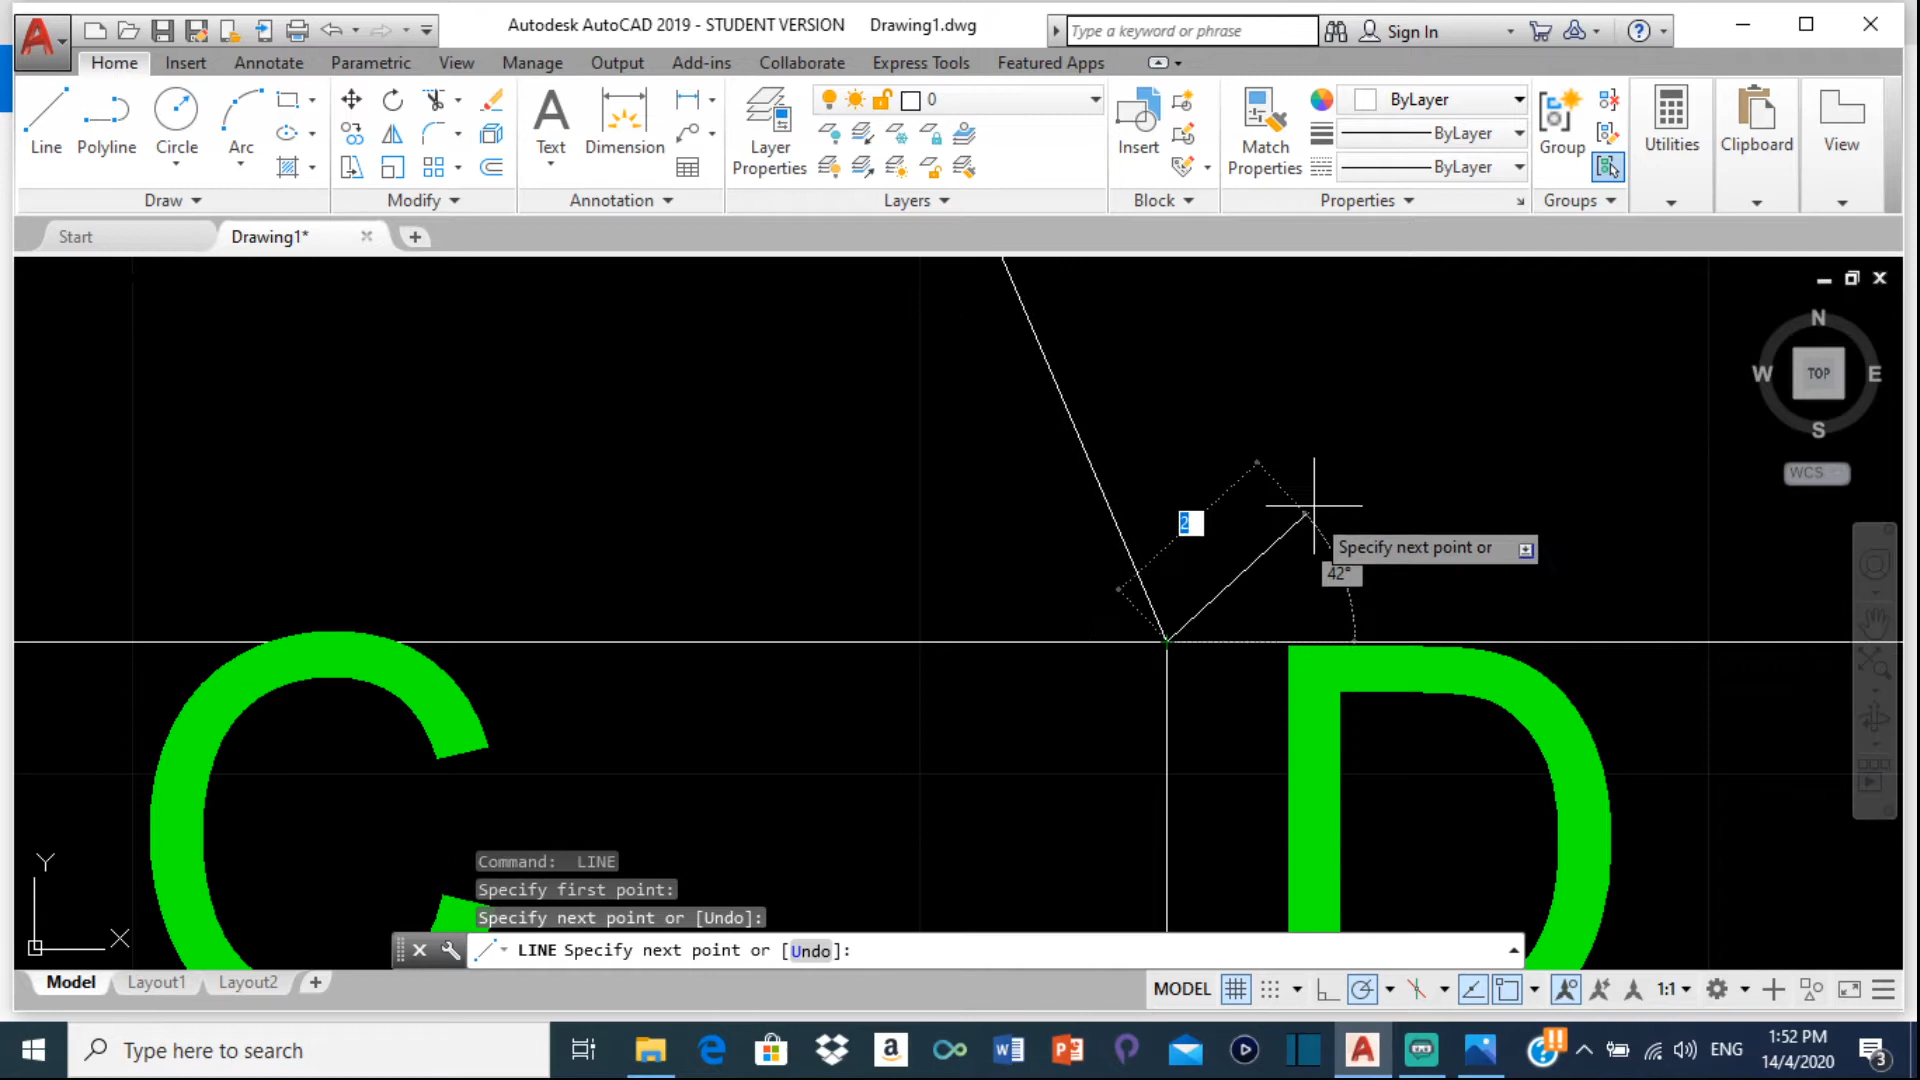 Autodesk AutoCAD 2019 - STUDENT VERSION Drawing1.dwg
Type a keyword or phrase
Sign In
Home Insert Annotate Parametric View Manage Output Add-ins Collaborate Express Tools Featured Apps
0
ByLayer
ByLayer
ByLayer
Line Polyline Circle Arc Text Dimension Layer Properties Insert Match Properties Group Utilities Clipboard View
Draw Modify Annotation Layers Block Properties Groups
Start Drawing1*
N
W TOP E
S
WCS
2
Specify next point or
42°
C D
Y
X
Command: LINE
Specify first point:
Specify next point or [Undo]:
LINE Specify next point or [Undo]:
Model Layout1 Layout2
MODEL 1:1
Type here to search
ENG
1:52 PM
14/4/2020
3